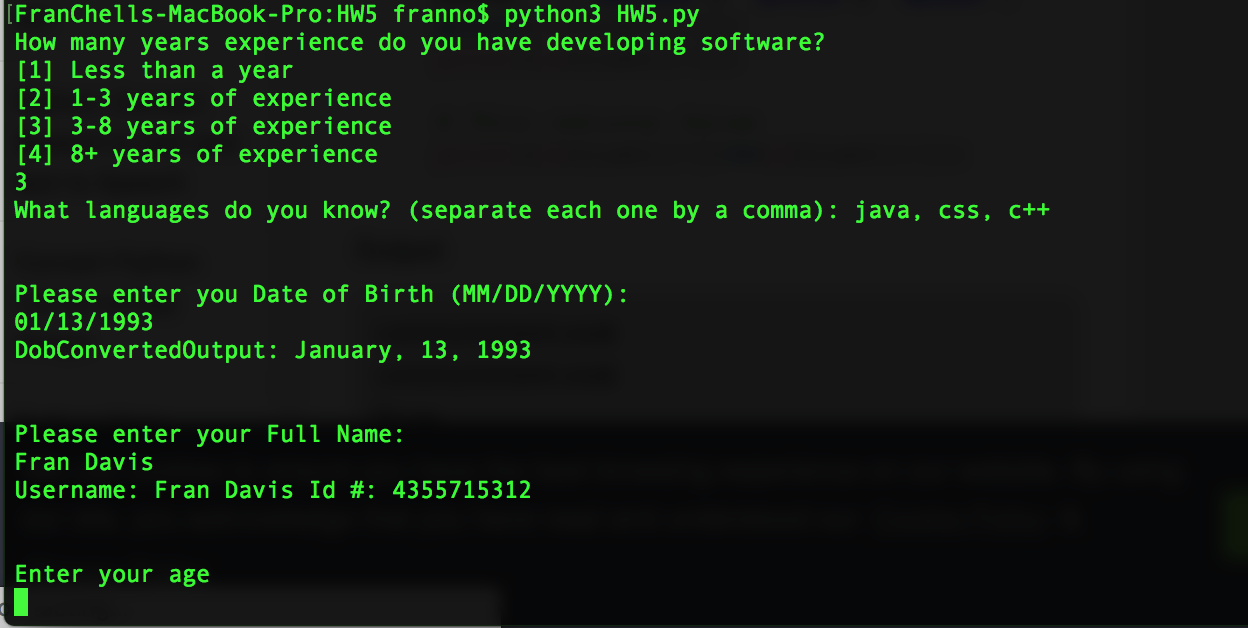 [FranChells-MacBook-Pro:HW5 franno$ python3 HW5.py
How many years experience do you have developing software?
[1] Less than a year
[2] 1-3 years of experience
[3] 3-8 years of experience
[4] 8+ years of experience
3
What languages do you know? (separate each one by a comma): java, css, c++
Please enter you Date of Birth (MM/DD/YYYY):
01/13/1993
DobConvertedOutput: January, 13, 1993
Please enter your Full Name:
Fran Davis
Username: Fran Davis Id #: 4355715312
Enter your age